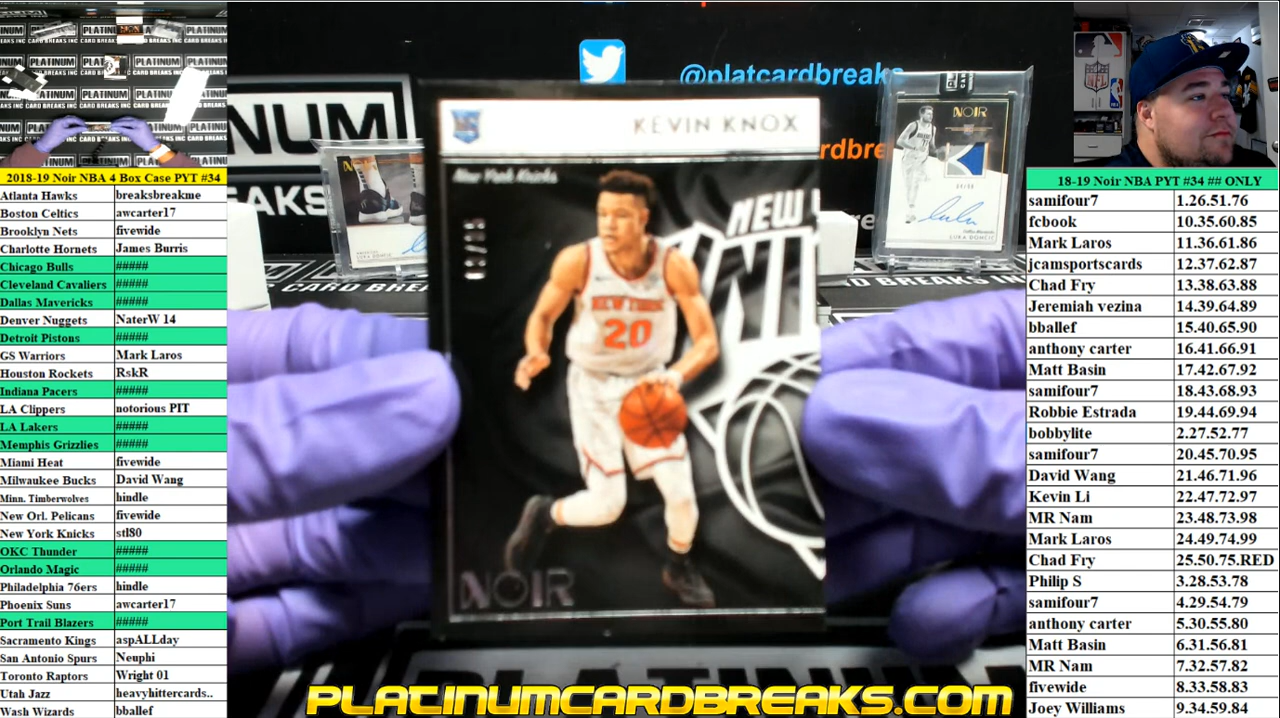 PLATINUM
CARD BREAKS INC
2018-19 Noir NBA 4 Box Case PYT #34
Atlanta Hawks breaksbreakme
Boston Celtics awcarter17
Brooklyn Nets fivewide
Charlotte Hornets James Burris
Chicago Bulls #####
Cleveland Cavaliers #####
Dallas Mavericks #####
Denver Nuggets NaterW 14
Detroit Pistons #####
GS Warriors Mark Laros
Houston Rockets RskR
Indiana Pacers #####
LA Clippers notorious PIT
LA Lakers #####
Memphis Grizzlies #####
Miami Heat fivewide
Milwaukee Bucks David Wang
Minn. Timberwolves hindle
New Orl. Pelicans fivewide
New York Knicks stl80
OKC Thunder #####
Orlando Magic #####
Philadelphia 76ers hindle
Phoenix Suns awcarter17
Port Trail Blazers #####
Sacramento Kings aspALLday
San Antonio Spurs Neuphi
Toronto Raptors Wright 01
Utah Jazz heavyhittercards..
Wash Wizards bballef
@platcardbreaks
KEVIN KNOX
New York Knicks
NEW
NEW YORK
20
NOIR
NOIR
LUKA DONCIC
PLATINUMCARDBREAKS.COM
18-19 Noir NBA PYT #34 ## ONLY
samifour7 1.26.51.76
fcbook 10.35.60.85
Mark Laros 11.36.61.86
jcamsportscards 12.37.62.87
Chad Fry 13.38.63.88
Jeremiah vezina 14.39.64.89
bballef 15.40.65.90
anthony carter 16.41.66.91
Matt Basin 17.42.67.92
samifour7 18.43.68.93
Robbie Estrada 19.44.69.94
bobbylite 2.27.52.77
samifour7 20.45.70.95
David Wang 21.46.71.96
Kevin Li 22.47.72.97
MR Nam 23.48.73.98
Mark Laros 24.49.74.99
Chad Fry 25.50.75.RED
Philip S 3.28.53.78
samifour7 4.29.54.79
anthony carter 5.30.55.80
Matt Basin 6.31.56.81
MR Nam 7.32.57.82
fivewide 8.33.58.83
Joey Williams 9.34.59.84